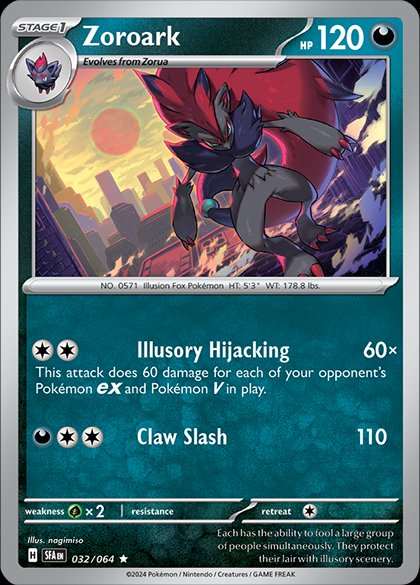 STAGE 1
Zoroark
HP 120
Evolves from Zorua
NO. 0571 Illusion Fox Pokémon HT: 5'3" WT: 178.8 lbs.
Illusory Hijacking 60×
This attack does 60 damage for each of your opponent's
Pokémon ex and Pokémon V in play.
Claw Slash 110
weakness ×2 resistance retreat
Illus. nagimiso
H SFA EN 032/064 ★
Each has the ability to fool a large
group of people simultaneously. They protect
their lair with illusory scenery.
©2024 Pokémon / Nintendo / Creatures / GAME FREAK